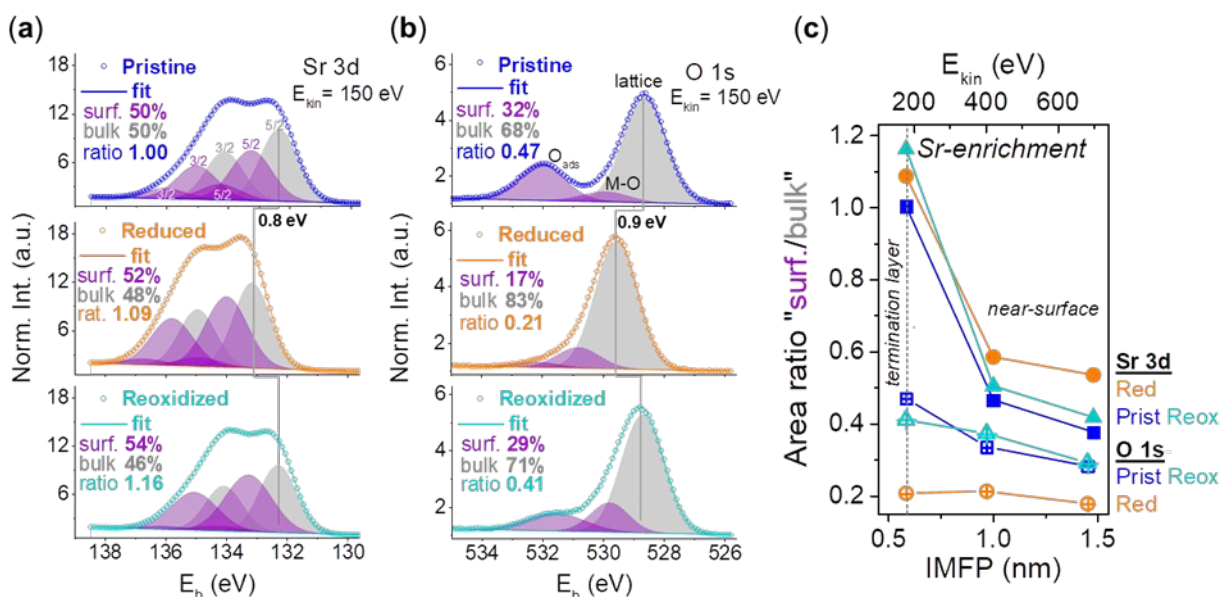 (a)
18
12
6
Pristine
fit
surf. 50%
bulk 50%
ratio 1.00
Sr 3d
E_kin = 150 eV
3/2
3/2
5/2
5/2
3/2
5/2
0.8 eV
18
12
6
Reduced
fit
surf. 52%
bulk 48%
rat. 1.09
Norm. Int. (a.u.)
18
12
6
Reoxidized
fit
surf. 54%
bulk 46%
ratio 1.16
138 136 134 132 130
E_b (eV)
(b)
6
4
2
Pristine
fit
surf. 32%
bulk 68%
ratio 0.47
lattice
O 1s
E_kin = 150 eV
O_ads
M-O
0.9 eV
6
4
2
Reduced
fit
surf 17%
bulk 83%
ratio 0.21
Norm. Int. (a.u.)
6
4
2
Reoxidized
fit
surf. 29%
bulk 71%
ratio 0.41
534 532 530 528 526
E_b (eV)
(c)
E_kin (eV)
200 400 600
1.2
1.0
0.8
0.6
0.4
0.2
Area ratio "surf./bulk"
Sr-enrichment
termination layer
near-surface
Sr 3d
Red
Prist Reox
O 1s
Prist Reox
Red
0.5 1.0 1.5
IMFP (nm)